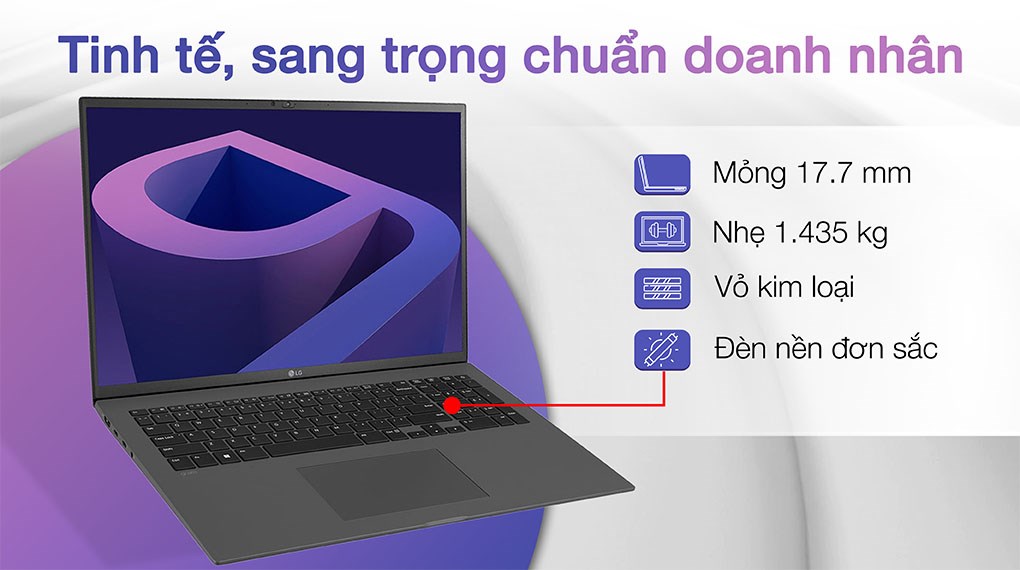 Tinh tế, sang trọng chuẩn doanh nhân
Mỏng 17.7 mm
Nhẹ 1.435 kg
Vỏ kim loại
Đèn nền đơn sắc
LG